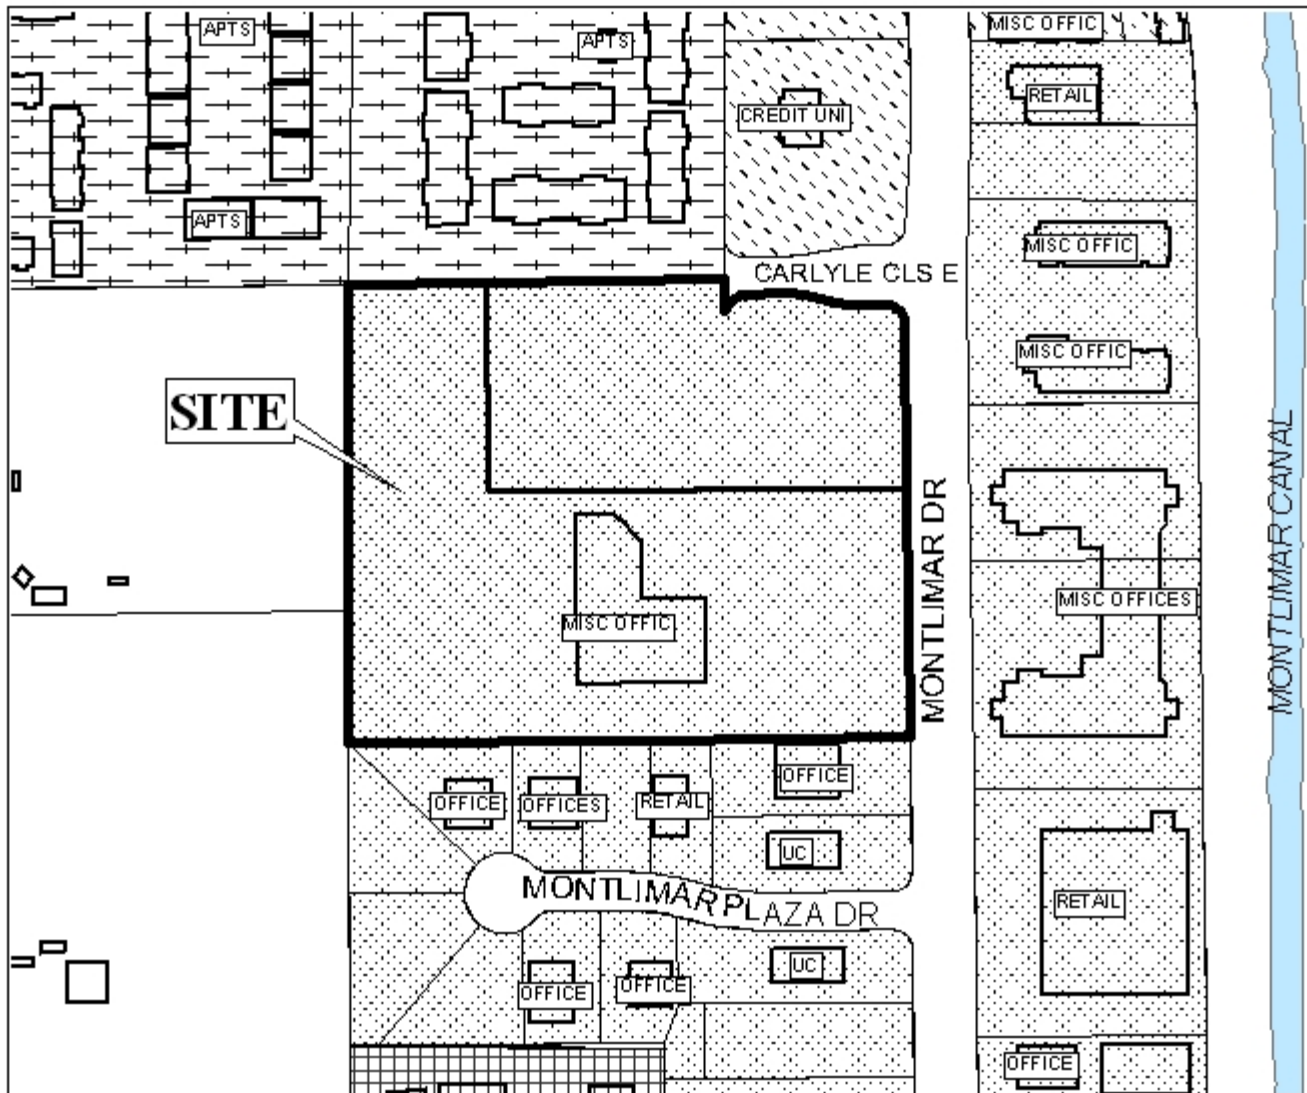 APTS
APTS
MISC OFFIC
RETAIL
CREDIT UNI
APTS
MISC OFFIC
CARLYLE CLS E
MISC OFFIC
SITE
MONTLIMAR DR
MONTLIMAR CANAL
MISC OFFICES
MISC OFFIC
OFFICE
OFFICE
OFFICES
RETAIL
UC
MONTLIMAR PLAZA DR
RETAIL
UC
OFFICE
OFFICE
OFFICE